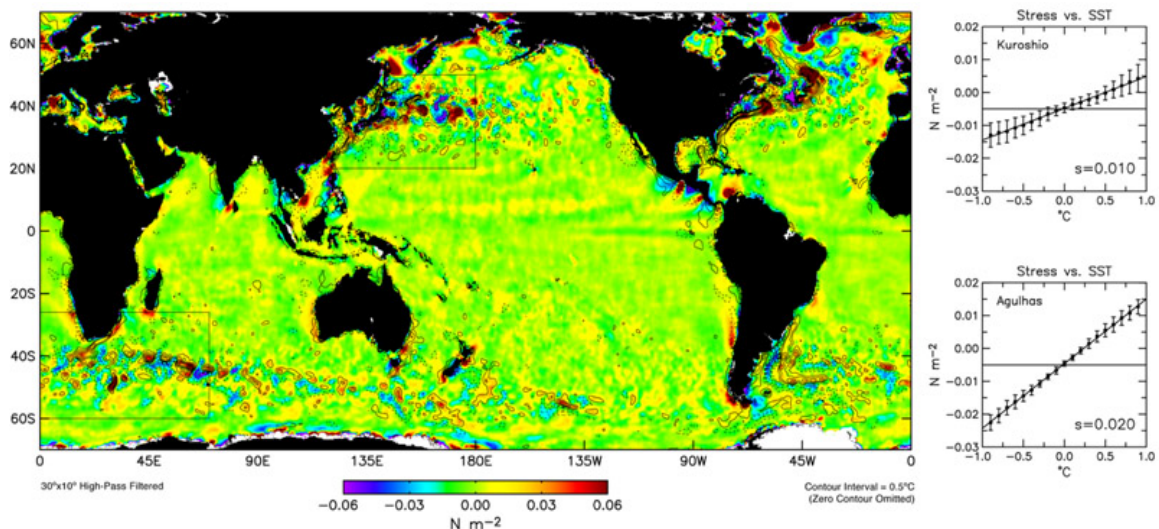 60N
40N
20N
0
20S
40S
60S
0 45E 90E 135E 180E 135W 90W 45W 0
30°x10° High-Pass Filtered
-0.06 -0.03 0.00 0.03 0.06
N m-2
Contour Interval = 0.5°C
(Zero Contour Omitted)
Stress vs. SST
Kuroshio
0.02
0.01
0.00
-0.01
-0.02
-0.03
N m-2
s=0.010
-1.0 -0.5 0.0 0.5 1.0
°C
Stress vs. SST
Agulhas
0.02
0.01
0.00
-0.01
-0.02
-0.03
N m-2
s=0.020
-1.0 -0.5 0.0 0.5 1.0
°C